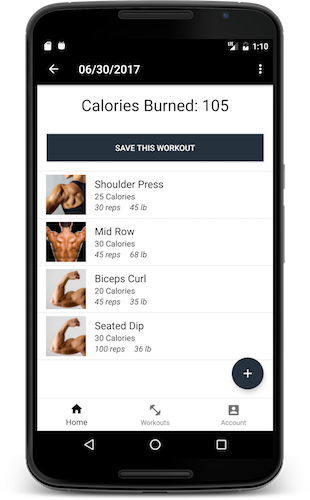 LTE 1:10
06/30/2017
Calories Burned: 105
SAVE THIS WORKOUT
Shoulder Press
25 Calories
30 reps 45 lb
Mid Row
30 Calories
45 reps 68 lb
Biceps Curl
20 Calories
45 reps 35 lb
Seated Dip
30 Calories
100 reps 36 lb
+
Home Workouts Account